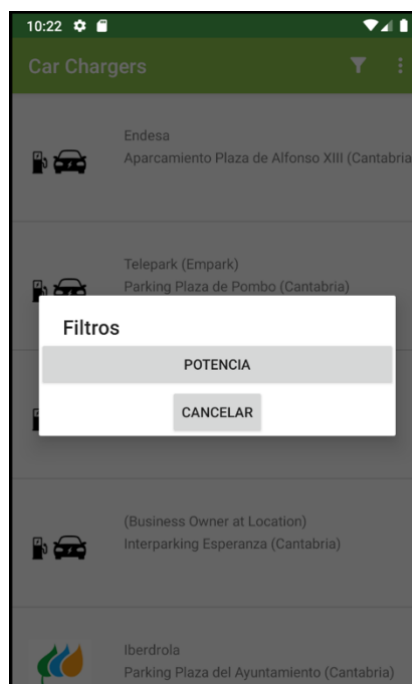 10:22
Car Chargers
Endesa
Aparcamiento Plaza de Alfonso XIII (Cantabria
Telepark (Empark)
Parking Plaza de Pombo (Cantabria)
Filtros
POTENCIA
CANCELAR
(Business Owner at Location)
Interparking Esperanza (Cantabria)
Iberdrola
Parking Plaza del Ayuntamiento (Cantabria)